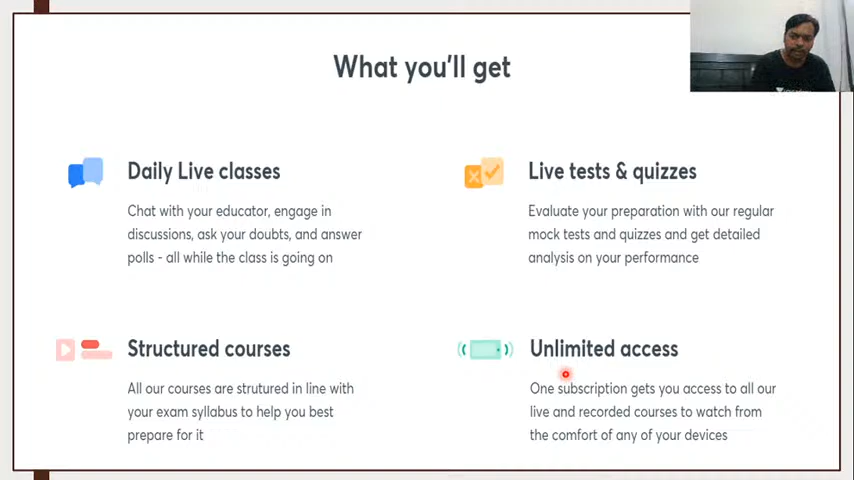 What you'll get
Daily Live classes
Chat with your educator, engage in
discussions, ask your doubts, and answer
polls - all while the class is going on
Live tests & quizzes
Evaluate your preparation with our regular
mock tests and quizzes and get detailed
analysis on your performance
Structured courses
All our courses are strutured in line with
your exam syllabus to help you best
prepare for it
Unlimited access
One subscription gets you access to all our
live and recorded courses to watch from
the comfort of any of your devices